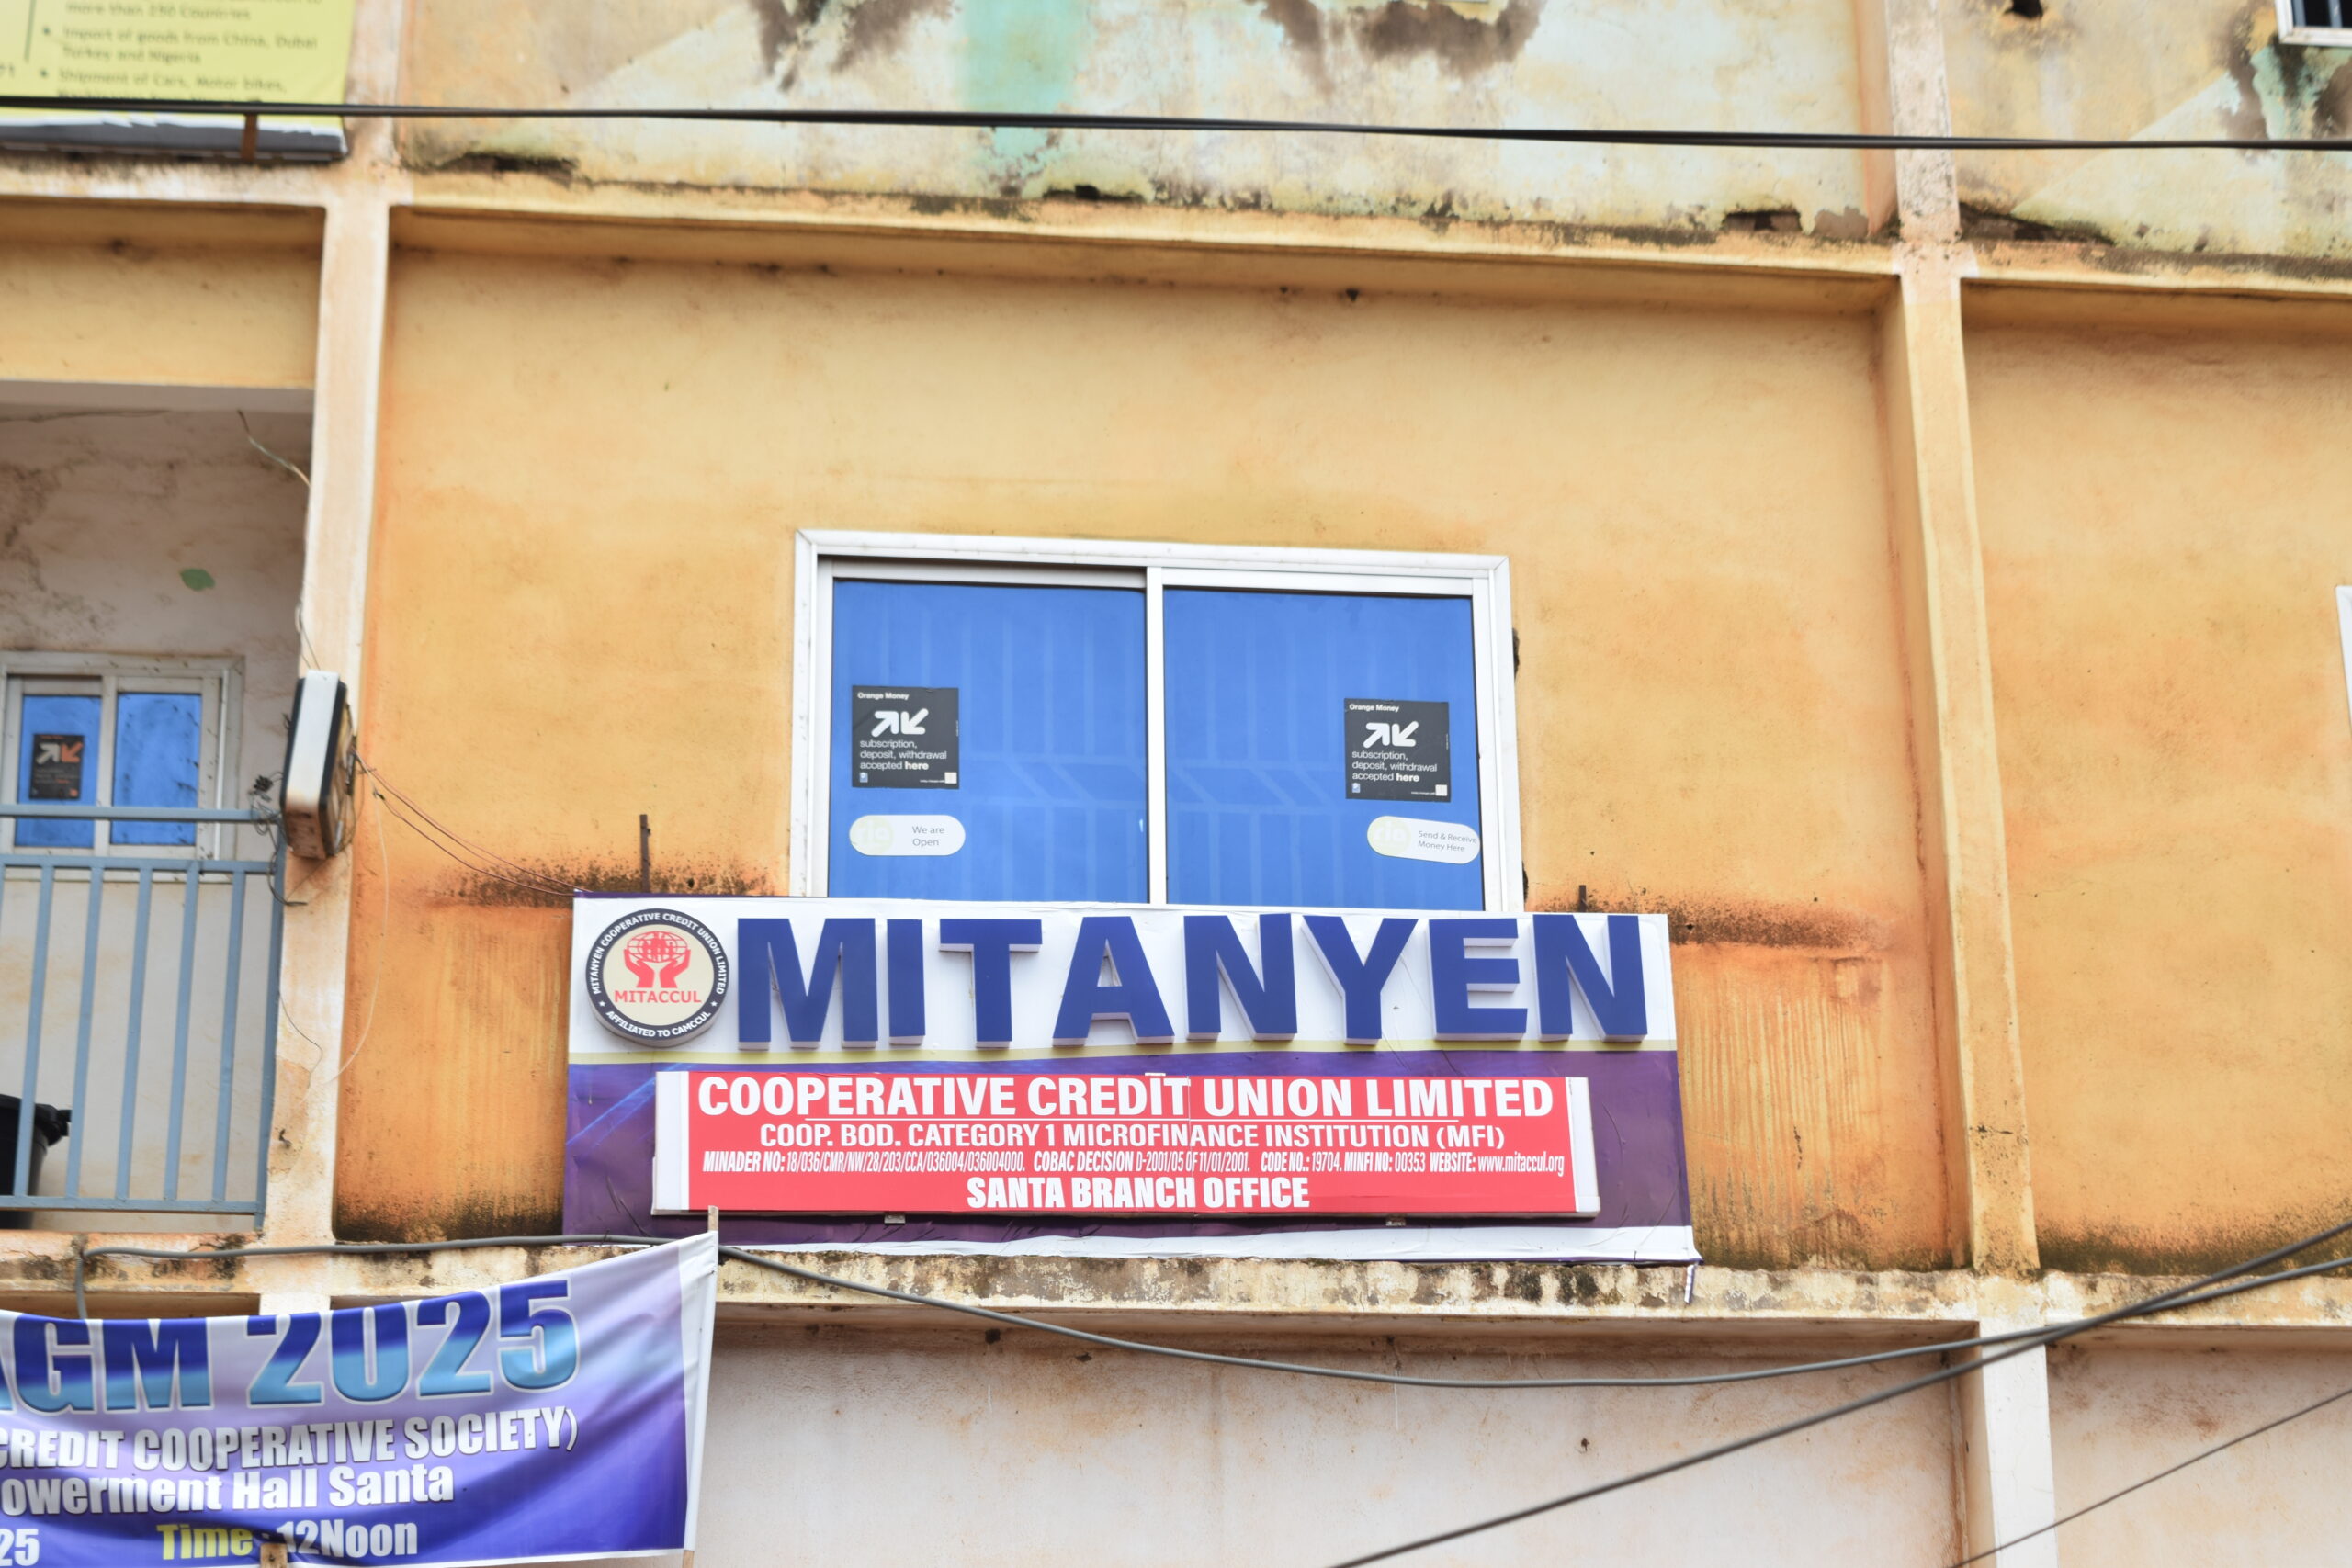 more than 150 Countries
Import of goods from China, Dubai
Turkey and Nigeria
Shipment of Cars, Motor bikes,
Orange Money
subscription,
deposit, withdrawal
accepted here
We are
Open
Orange Money
subscription,
deposit, withdrawal
accepted here
Send & Receive
Money Here
MITANYEN COOPERATIVE CREDIT UNION LIMITED
MITACCUL
AFFILIATED TO CAMCCUL
MITANYEN
COOPERATIVE CREDIT UNION LIMITED
COOP. BOD. CATEGORY 1 MICROFINANCE INSTITUTION (MFI)
MINADER NO: 18/036/CMR/NW/28/203/CCA/036004/036004000. COBAC DECISION D-2001/05 OF 11/01/2001. CODE NO.: 19704. MINFI NO: 00353 WEBSITE: www.mitaccul.org
SANTA BRANCH OFFICE
AGM 2025
CREDIT COOPERATIVE SOCIETY)
owerment Hall Santa
25 Time 12Noon